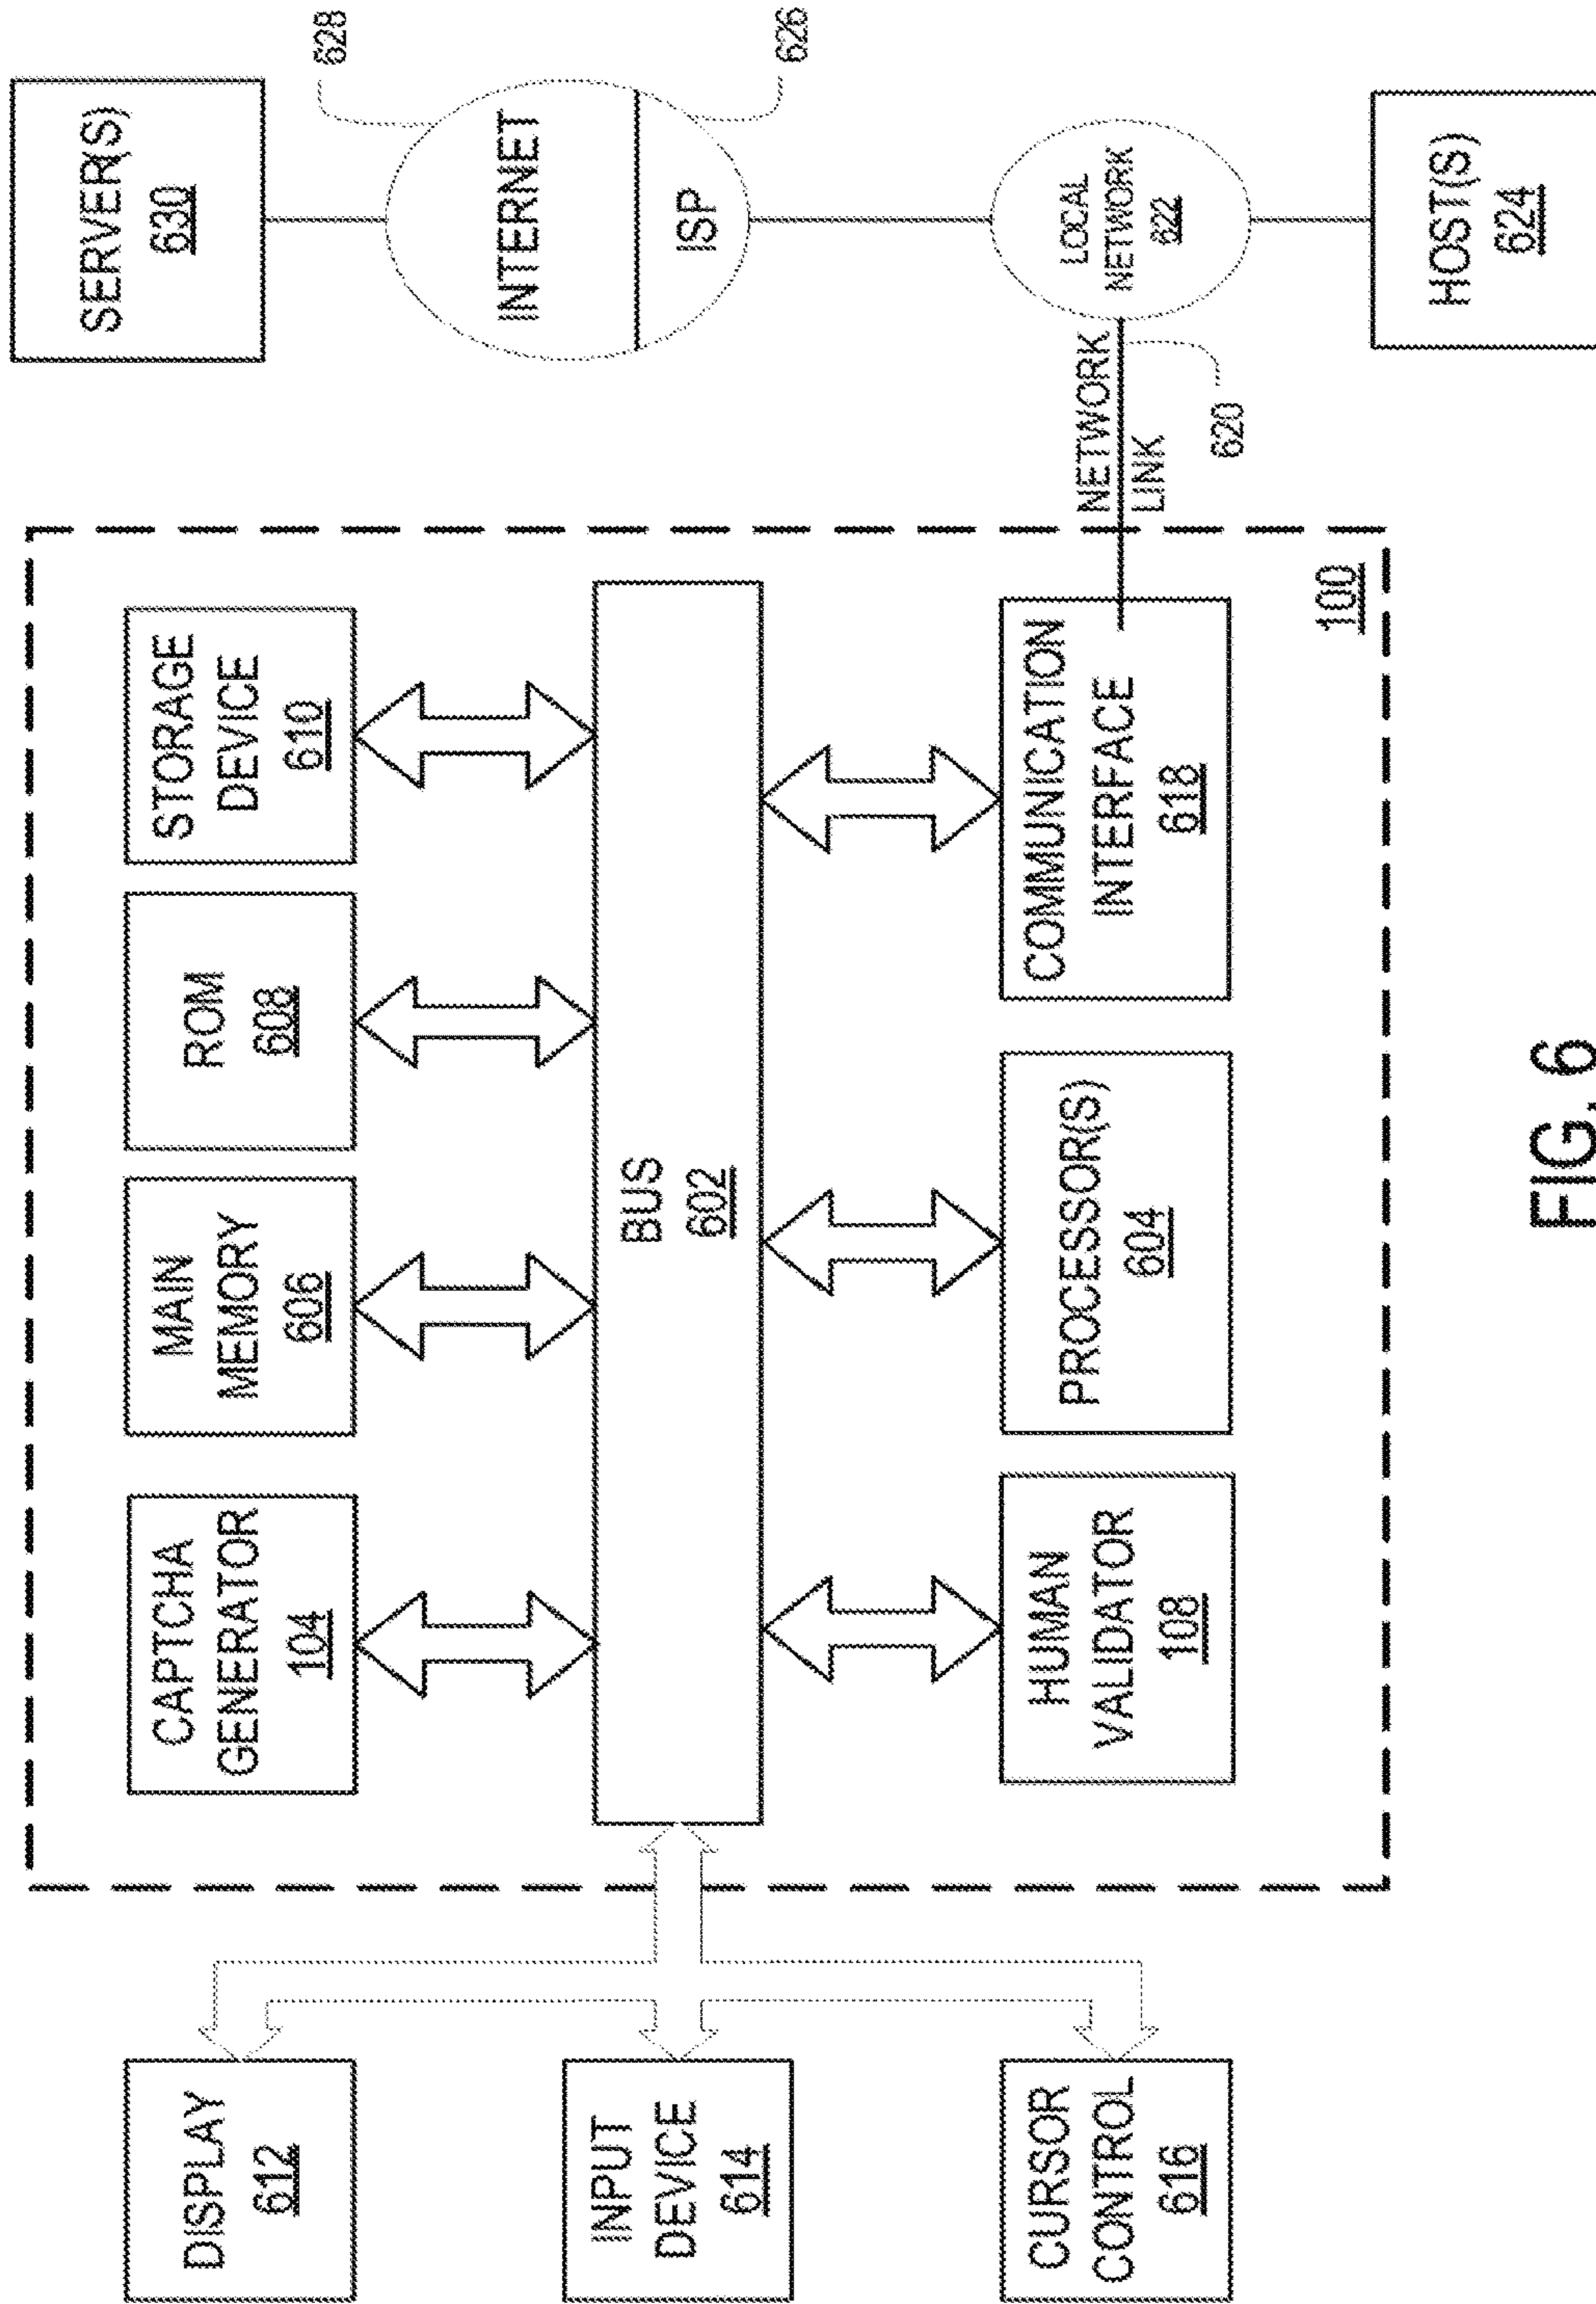 DISPLAY
612
INPUT
DEVICE
614
CURSOR
CONTROL
616
CAPTCHA
GENERATOR
104
MAIN
MEMORY
606
ROM
608
STORAGE
DEVICE
610
BUS
602
HUMAN
VALIDATOR
108
PROCESSOR(S)
604
COMMUNICATION
INTERFACE
618
100
NETWORK
LINK
620
SERVER(S)
630
628
INTERNET
ISP
626
LOCAL
NETWORK
622
HOST(S)
624
FIG. 6